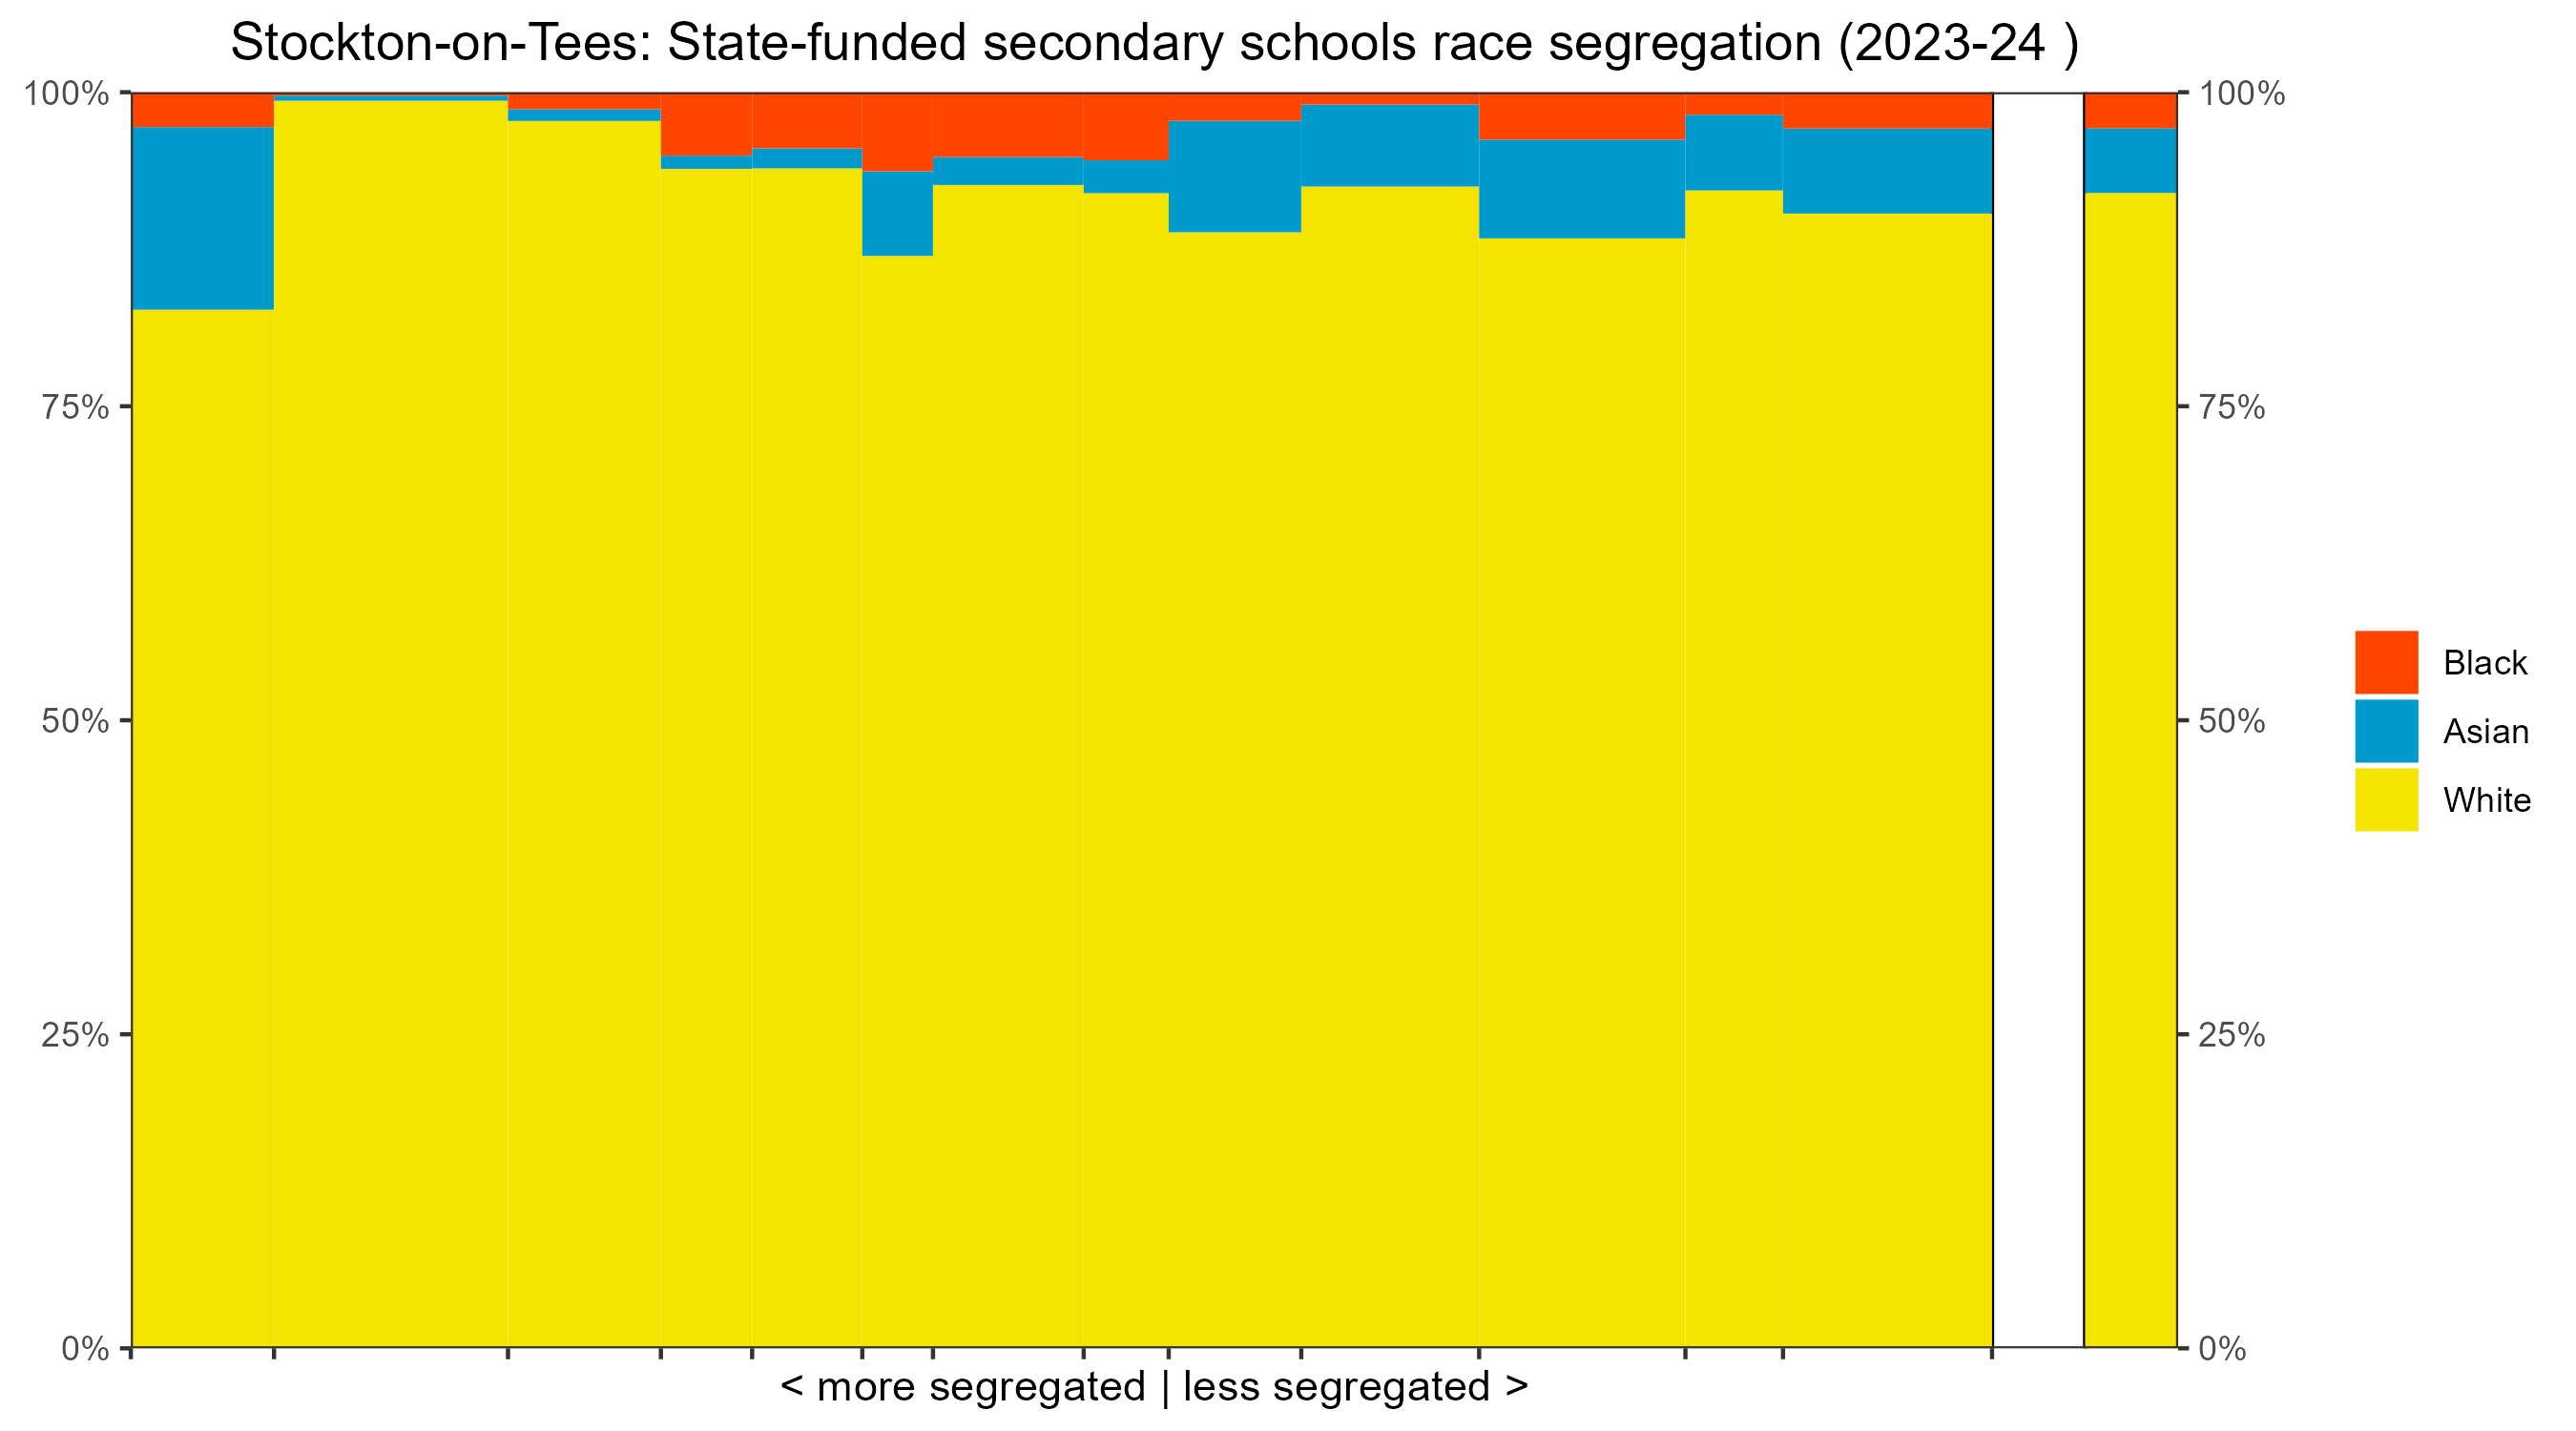 Stockton-on-Tees: State-funded secondary schools race segregation (2023-24 )
100%
75%
50%
25%
0%
100%
75%
50%
25%
0%
Black
Asian
White
< more segregated | less segregated >